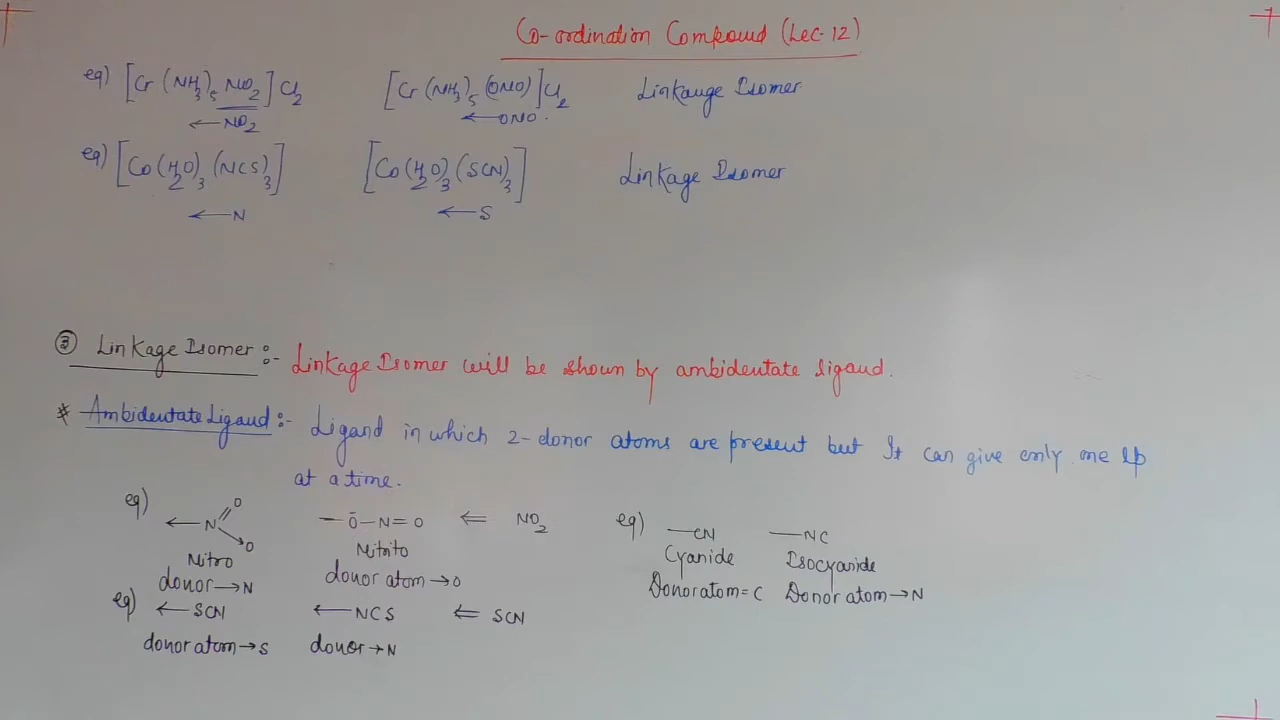 Co-ordination Compound (Lec-12)
eg) [Cr(NH3)5 NO2]Cl2 [Cr(NH3)5(ONO)]Cl2 Linkauge Isomer
←NO2 ←ONO.
eg) [Co(H2O)3(NCS)3] [Co(H2O)3(SCN)3] Linkage Isomer
←N ←S
③ Linkage Isomer:- Linkage Isomer will be shown by ambidentate ligand.
* Ambidentate Ligand:- Ligand in which 2-donor atoms are present but It can give only one lp
at a time.
eg) ←N O O —Ō—N=O ⇐ NO2 eg) —CN —NC
Nitro Nitrito Cyanide Isocyanide
donor→N donor atom→O Donor atom=C Donor atom→N
eg) ←SCN ←NCS ⇐ SCN
donor atom→S donor→N